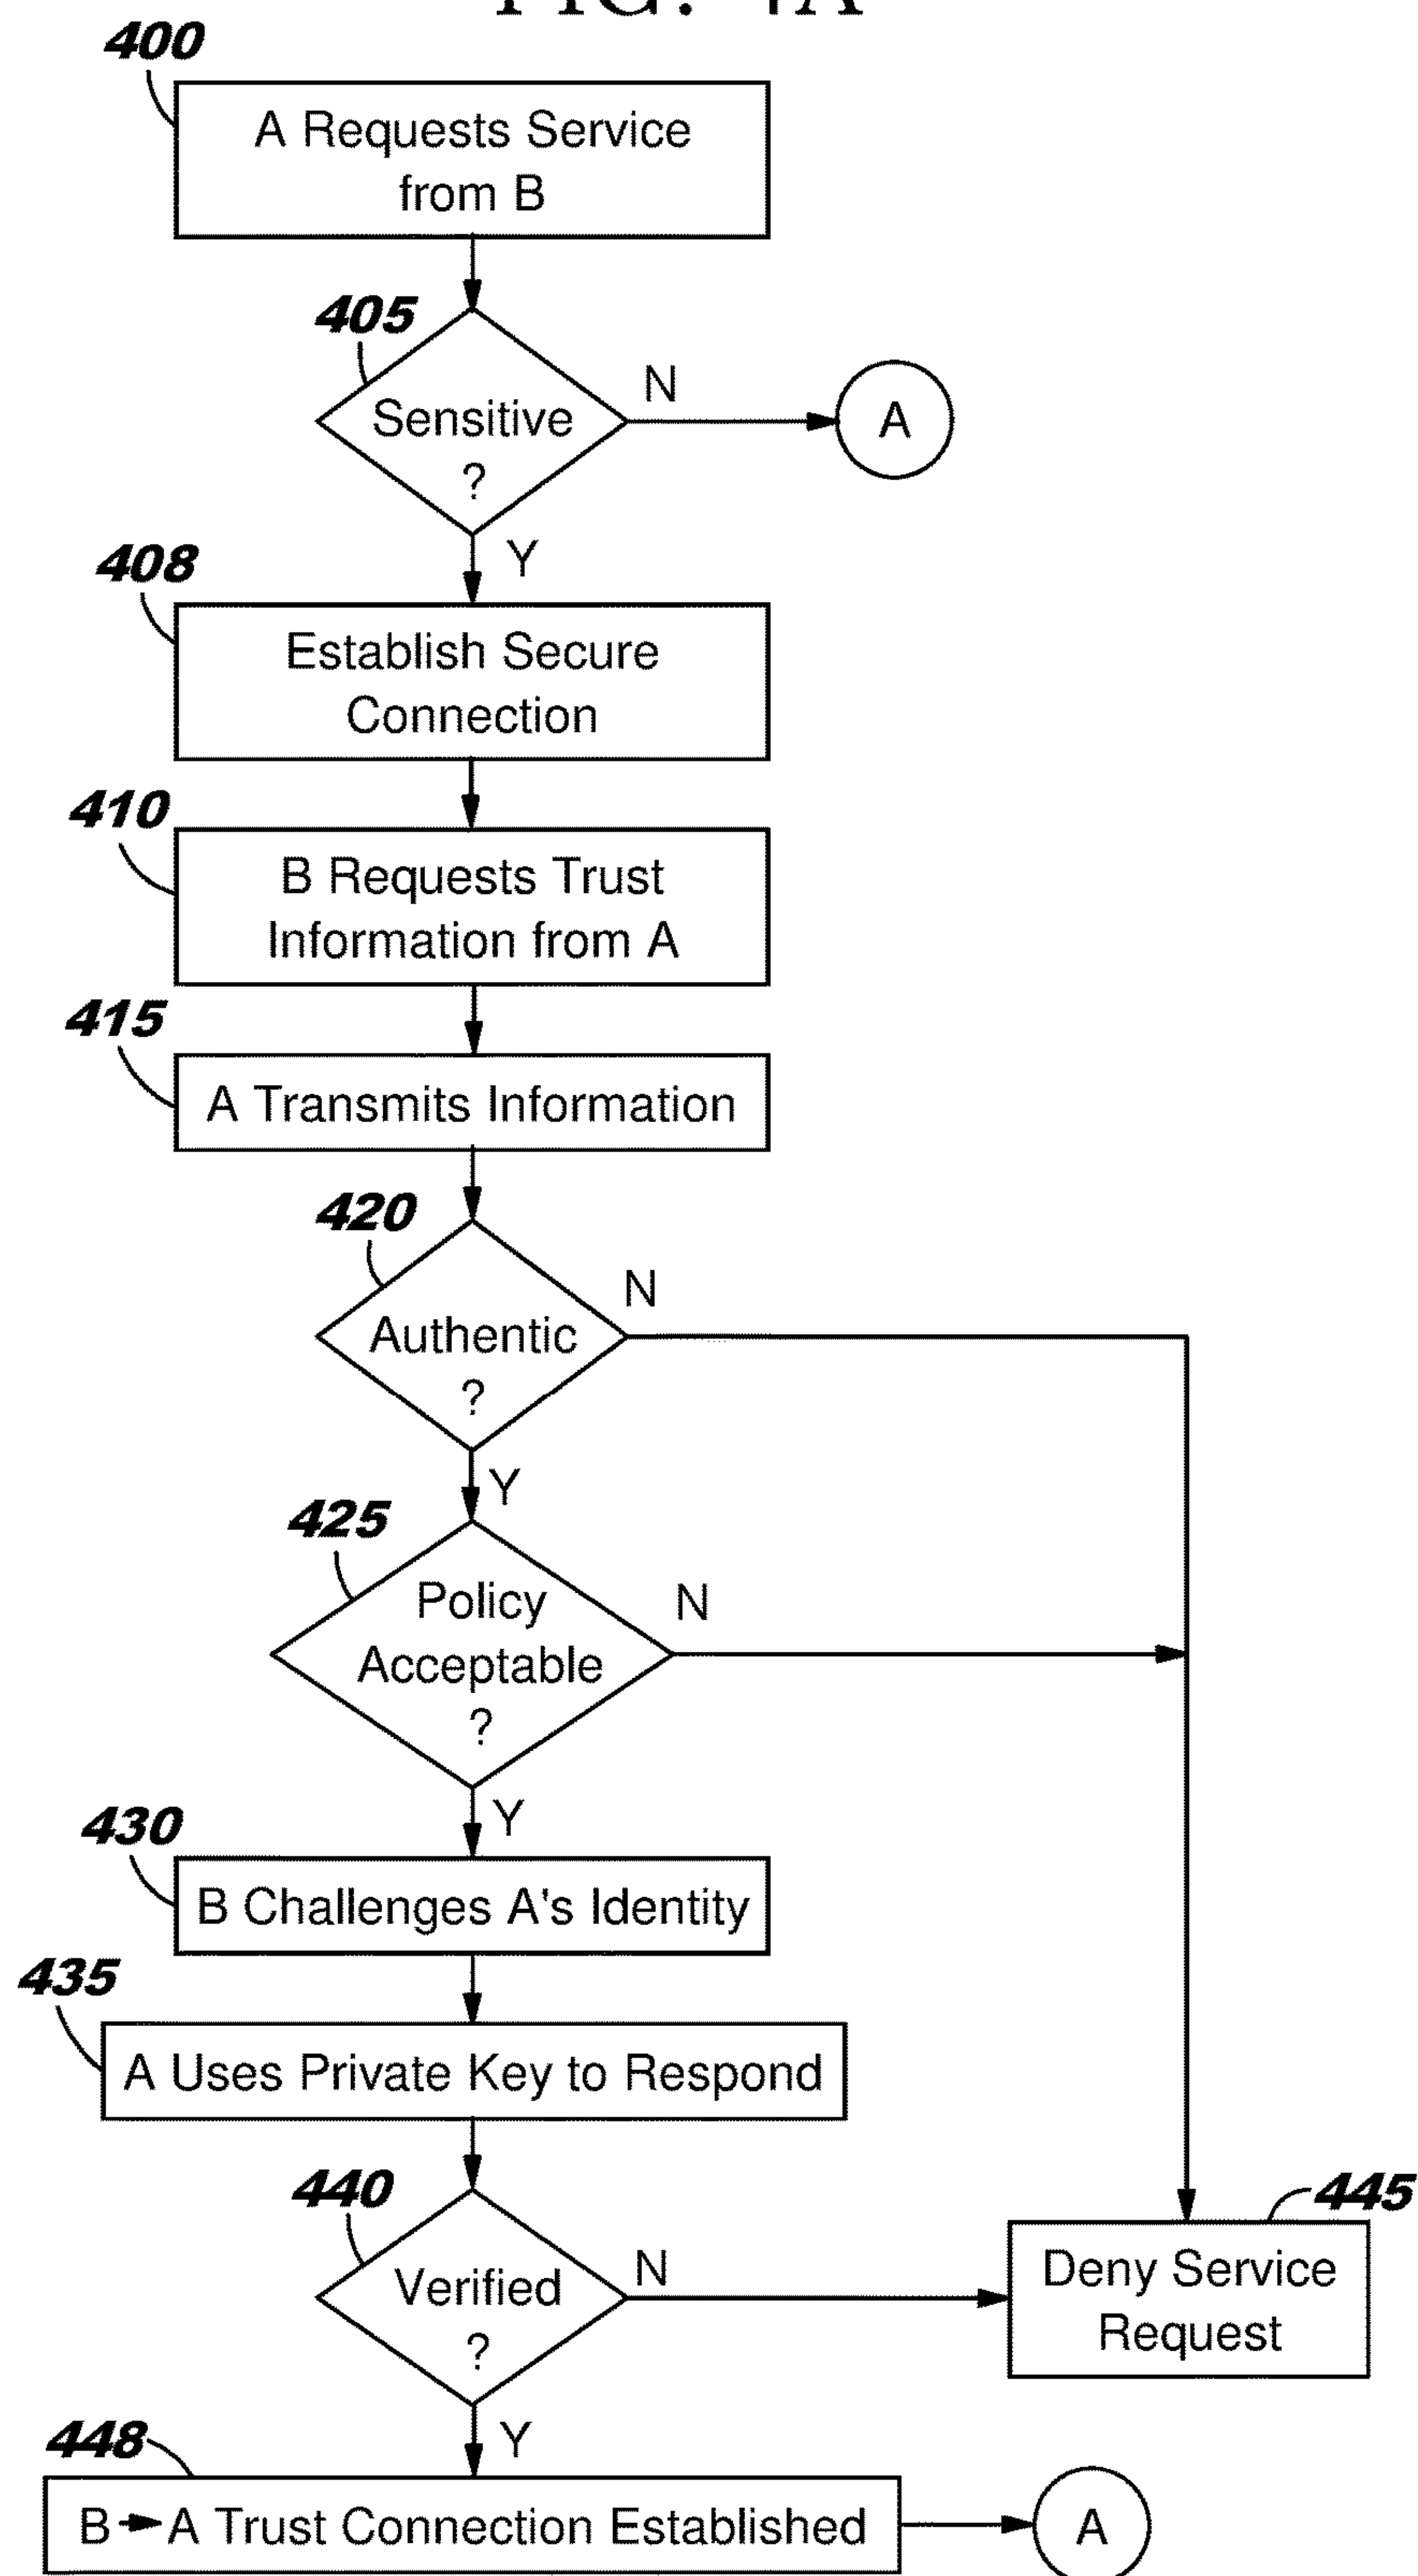 FIG. 4A
400
A Requests Service
from B
405
Sensitive
?
N
A
Y
408
Establish Secure
Connection
410
B Requests Trust
Information from A
415
A Transmits Information
420
Authentic
?
N
Y
425
Policy
Acceptable
?
N
Y
430
B Challenges A's Identity
435
A Uses Private Key to Respond
440
Verified
?
N
445
Deny Service
Request
Y
448
B → A Trust Connection Established
A